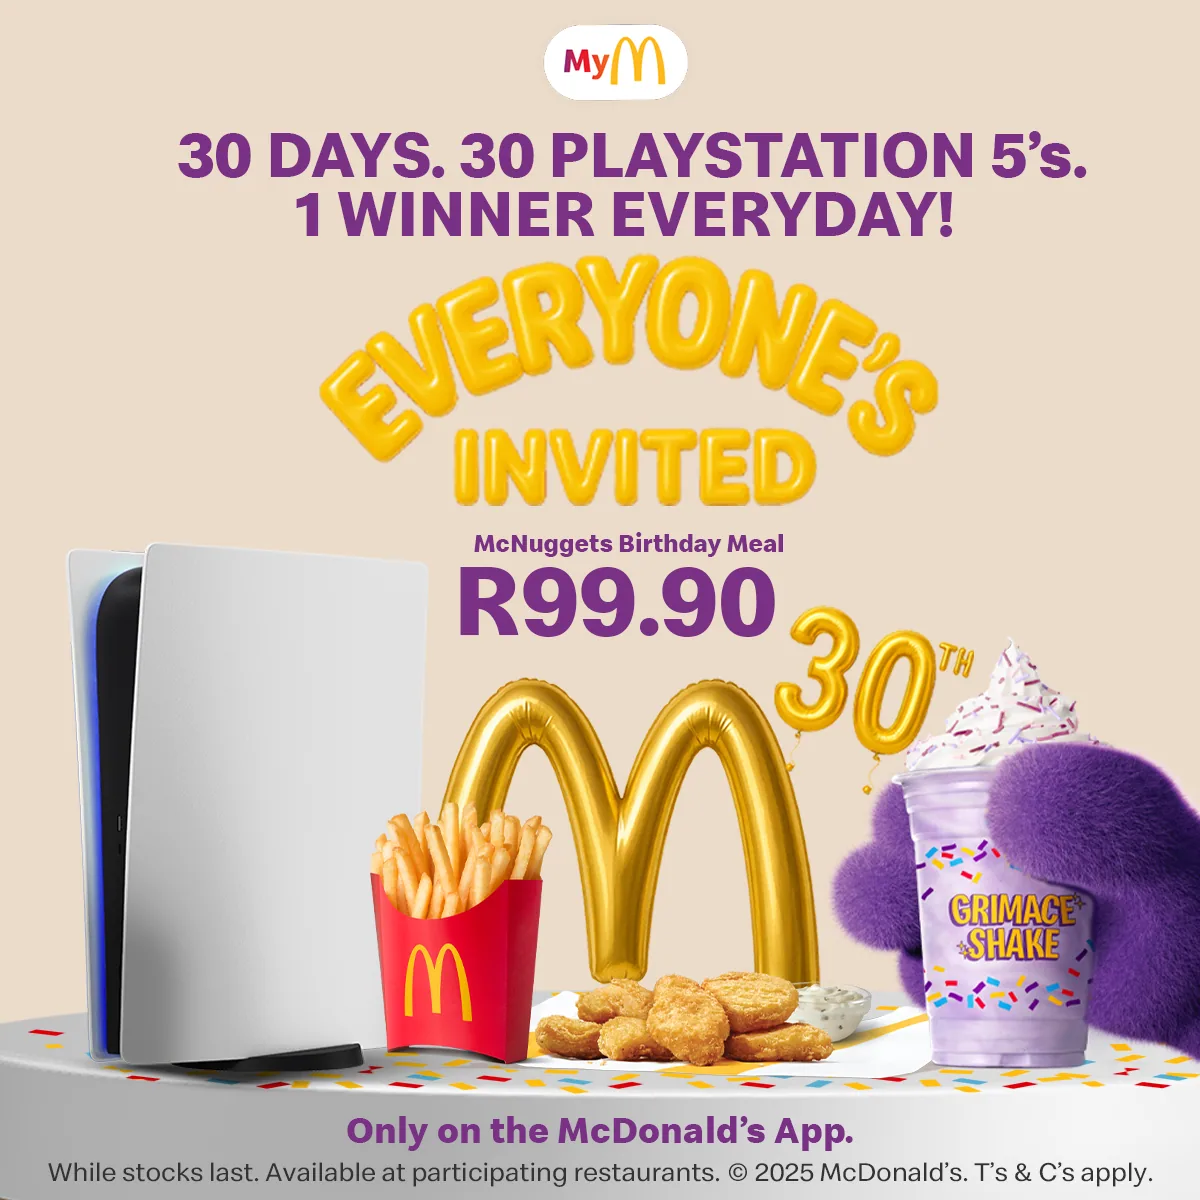 My
30 DAYS. 30 PLAYSTATION 5's.
1 WINNER EVERYDAY!
EVERYONE'S
INVITED
McNuggets Birthday Meal
R99.90
30TH
GRIMACE
SHAKE
Only on the McDonald's App.
While stocks last. Available at participating restaurants. © 2025 McDonald's. T's & C's apply.